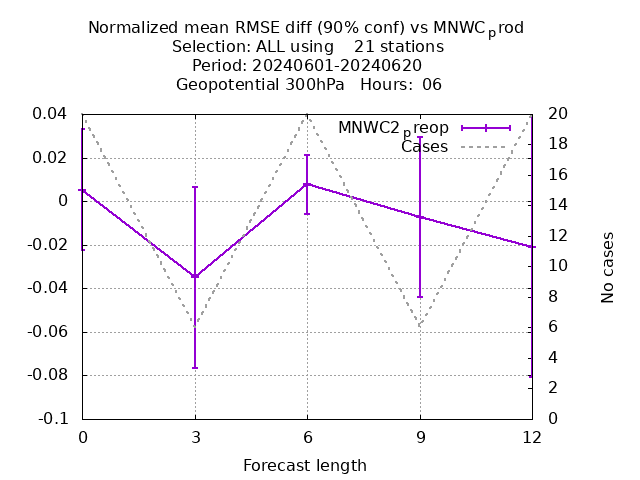 Normalized mean RMSE diff (90% conf) vs MNWCprod
Selection: ALL using    21 stations
Period: 20240601-20240620
Geopotential 300hPa   Hours:  06
MNWC2preop
Cases
0.04
0.02
0
-0.02
-0.04
-0.06
-0.08
-0.1
20
18
16
14
12
10
8
6
4
2
0
No cases
0 3 6 9 12
Forecast length